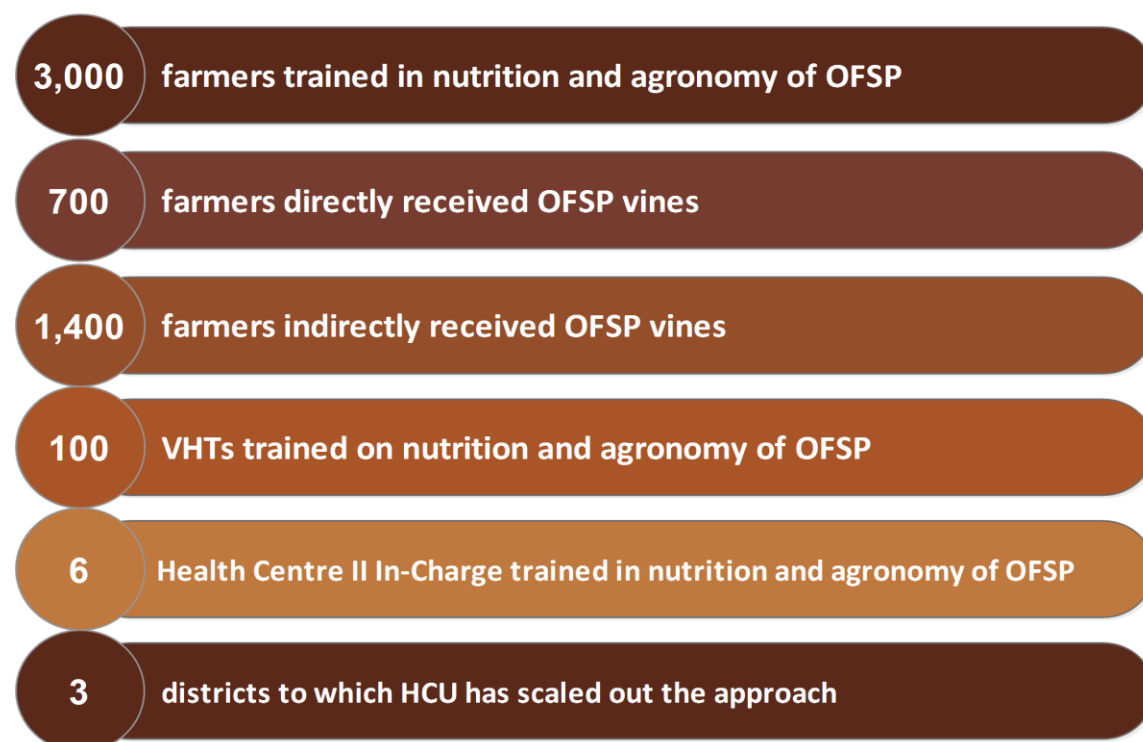 3,000 farmers trained in nutrition and agronomy of OFSP
700 farmers directly received OFSP vines
1,400 farmers indirectly received OFSP vines
100 VHTs trained on nutrition and agronomy of OFSP
6 Health Centre II In-Charge trained in nutrition and agronomy of OFSP
3 districts to which HCU has scaled out the approach